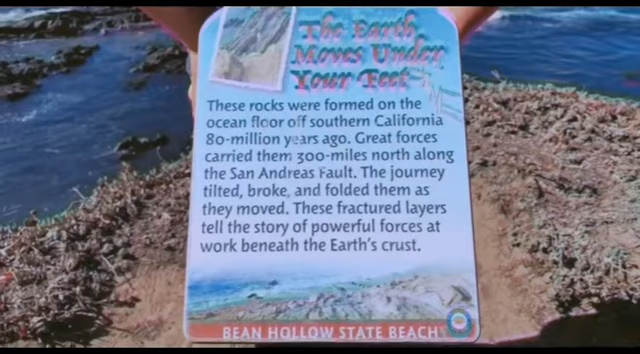 The Earth
Moves Under
Your Feet
These rocks were formed on the
ocean floor off southern California
80-million years ago. Great forces
carried them 300-miles north along
the San Andreas Fault. The journey
tilted, broke, and folded them as
they moved. These fractured layers
tell the story of powerful forces at
work beneath the Earth's crust.
BEAN HOLLOW STATE BEACH